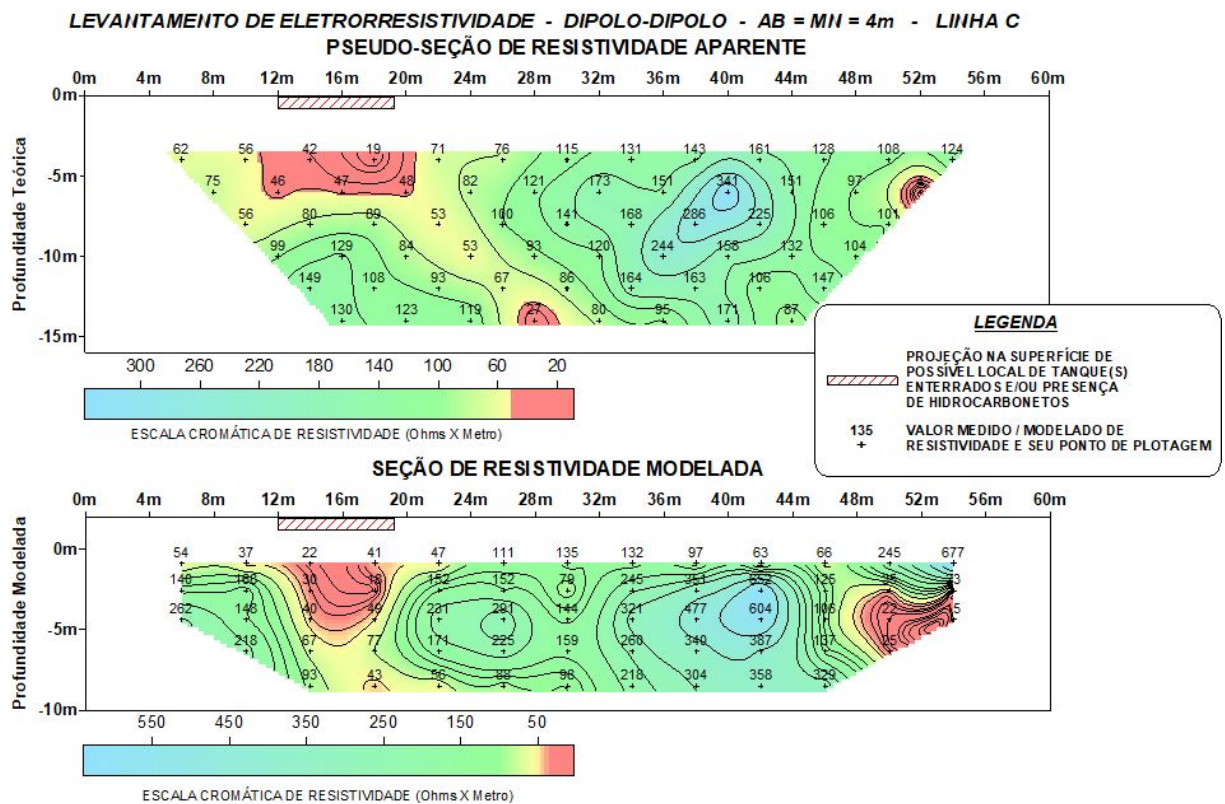 LEVANTAMENTO DE ELETRORRESISTIVIDADE - DIPOLO-DIPOLO - AB = MN = 4m - LINHA C
PSEUDO-SEÇÃO DE RESISTIVIDADE APARENTE
0m 4m 8m 12m 16m 20m 24m 28m 32m 36m 40m 44m 48m 52m 56m 60m
0m
62 56 42 19 71 76 115 131 143 161 128 108 124
-5m
75 46 47 48 82 121 173 151 341 151 97
56 80 89 53 100 141 168 286 225 106 101
-10m
99 129 84 53 93 120 244 158 132 104
149 108 93 67 86 164 163 106 147
130 123 119 27 80 95 171 87
-15m
Profundidade Teórica
300 260 220 180 140 100 60 20
ESCALA CROMÁTICA DE RESISTIVIDADE (Ohms X Metro)
LEGENDA
PROJEÇÃO NA SUPERFÍCIE DE
POSSÍVEL LOCAL DE TANQUE(S)
ENTERRADOS E/OU PRESENÇA
DE HIDROCARBONETOS
135 VALOR MEDIDO / MODELADO DE
RESISTIVIDADE E SEU PONTO DE PLOTAGEM
SEÇÃO DE RESISTIVIDADE MODELADA
0m 4m 8m 12m 16m 20m 24m 28m 32m 36m 40m 44m 48m 52m 56m 60m
0m
54 37 22 41 47 111 135 132 97 63 66 245 677
140 188 30 18 152 152 79 245 351 652 125
262 148 40 49 231 291 144 321 477 604 22
-5m
218 67 77 171 225 159 260 340 387 137 25
93 43 56 88 98 218 304 358 329
-10m
Profundidade Modelada
550 450 350 250 150 50
ESCALA CROMÁTICA DE RESISTIVIDADE (Ohms X Metro)